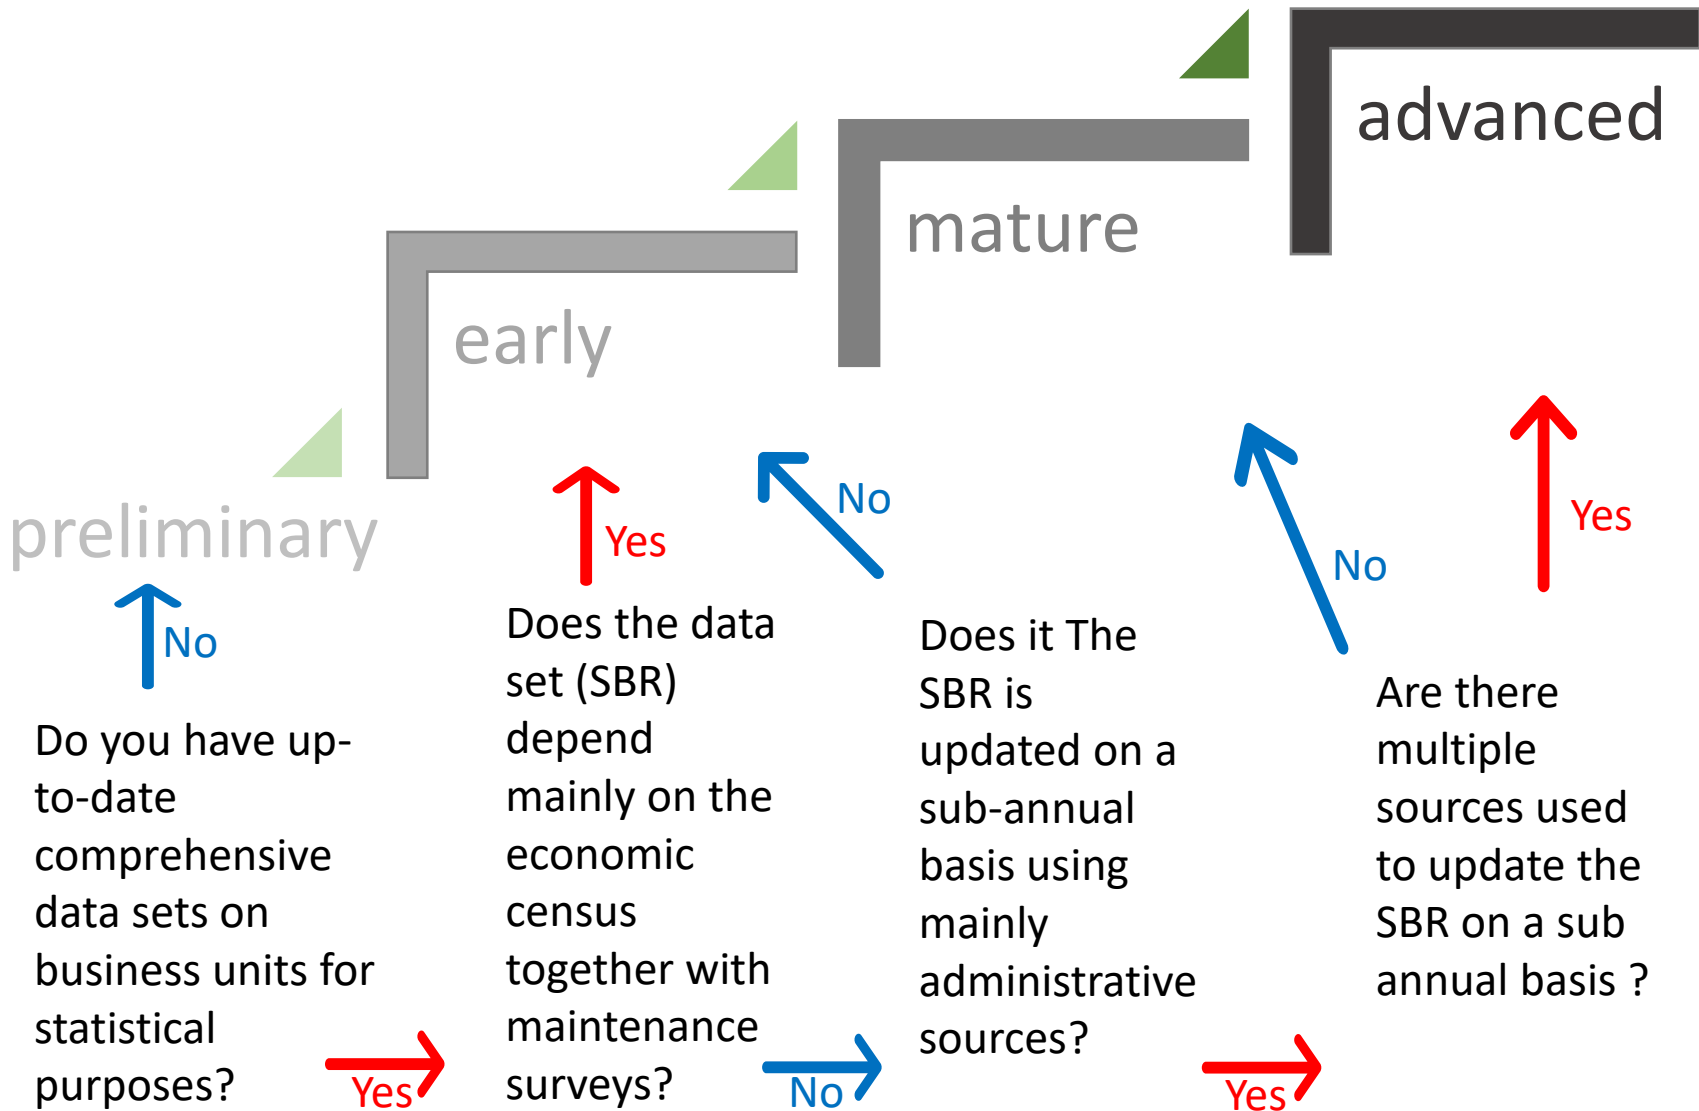 advanced
mature
early
preliminary
No
Do you have up-
to-date
comprehensive
data sets on
business units for
statistical
purposes?
Yes
Yes
Does the data
set (SBR)
depend
mainly on the
economic
census
together with
maintenance
surveys?
No
No
Does it The
SBR is
updated on a
sub-annual
basis using
mainly
administrative
sources?
Yes
No
Yes
Are there
multiple
sources used
to update the
SBR on a sub
annual basis ?